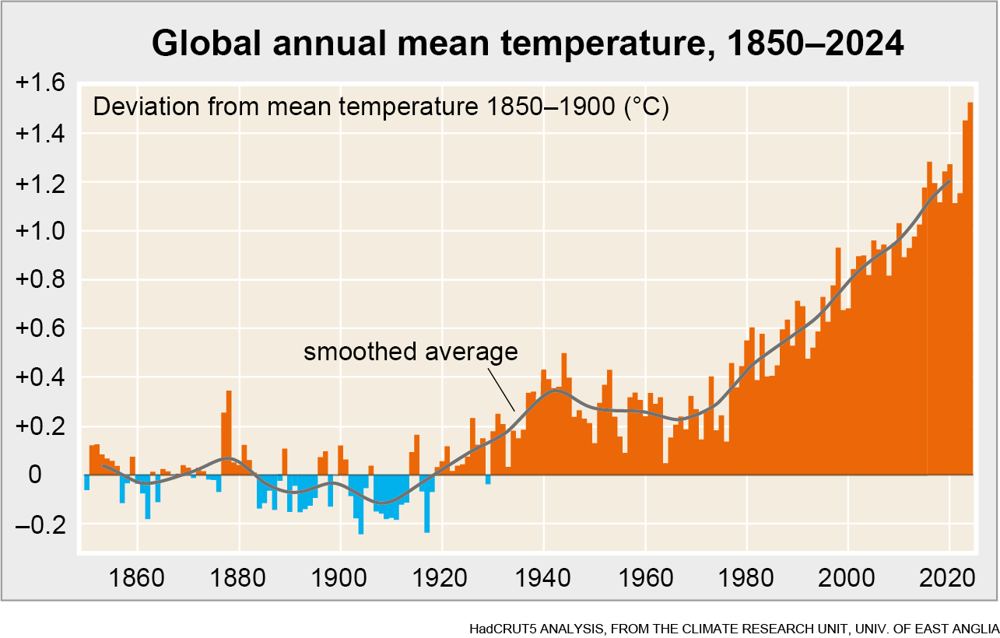 Global annual mean temperature, 1850–2024
Deviation from mean temperature 1850–1900 (°C)
+1.6
+1.4
+1.2
+1.0
+0.8
+0.6
+0.4
+0.2
0
–0.2
smoothed average
1860 1880 1900 1920 1940 1960 1980 2000 2020
HadCRUT5 ANALYSIS, FROM THE CLIMATE RESEARCH UNIT, UNIV. OF EAST ANGLIA